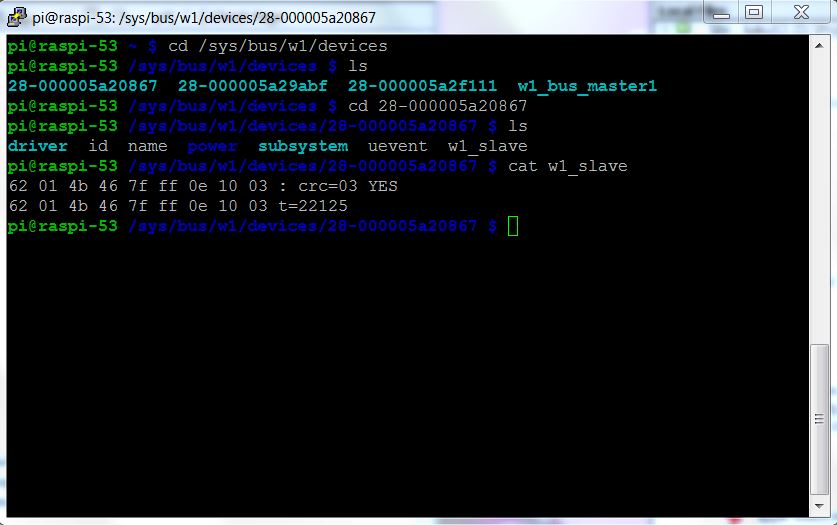 pi@raspi-53: /sys/bus/w1/devices/28-000005a20867
pi@raspi-53 ~ $ cd /sys/bus/w1/devices
pi@raspi-53 /sys/bus/w1/devices $ ls
28-000005a20867  28-000005a29abf  28-000005a2f111  w1_bus_master1
pi@raspi-53 /sys/bus/w1/devices $ cd 28-000005a20867
pi@raspi-53 /sys/bus/w1/devices/28-000005a20867 $ ls
driver  id  name  power  subsystem  uevent  w1_slave
pi@raspi-53 /sys/bus/w1/devices/28-000005a20867 $ cat w1_slave
62 01 4b 46 7f ff 0e 10 03 : crc=03 YES
62 01 4b 46 7f ff 0e 10 03 t=22125
pi@raspi-53 /sys/bus/w1/devices/28-000005a20867 $